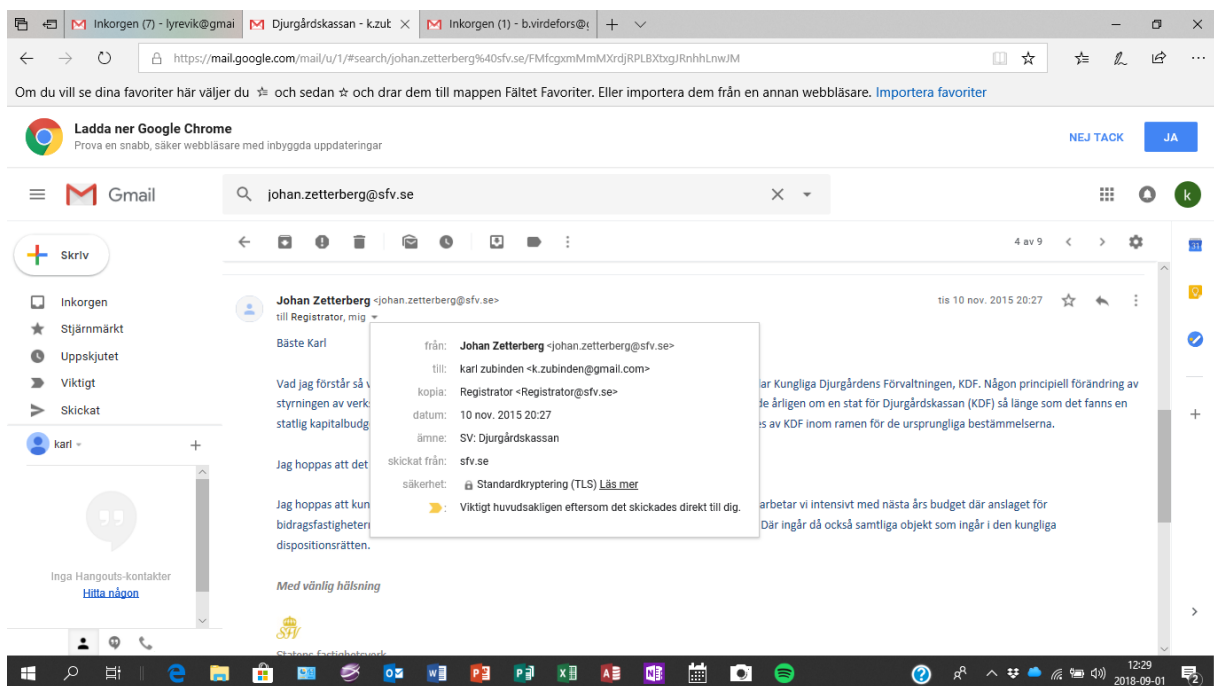 Inkorgen (7) - lyrevik@gmai
Djurgårdskassan - k.zub
Inkorgen (1) - b.virdefors@g
https://mail.google.com/mail/u/1/#search/johan.zetterberg%40sfv.se/FMfcgxmMmMXrdjRPLBXtxgJRnhhLnwJM
Om du vill se dina favoriter här väljer du och sedan och drar dem till mappen Fältet Favoriter. Eller importera dem från en annan webbläsare. Importera favoriter
Ladda ner Google Chrome
Prova en snabb, säker webbläsare med inbyggda uppdateringar
NEJ TACK
JA
Gmail
johan.zetterberg@sfv.se
k
Skriv
4 av 9
31
Inkorgen
Stjärnmärkt
Uppskjutet
Viktigt
Skickat
karl
Inga Hangouts-kontakter
Hitta någon
Johan Zetterberg <johan.zetterberg@sfv.se>
tis 10 nov. 2015 20:27
till Registrator, mig
Bäste Karl
från: Johan Zetterberg <johan.zetterberg@sfv.se>
till: karl zubinden <k.zubinden@gmail.com>
kopia: Registrator <Registrator@sfv.se>
datum: 10 nov. 2015 20:27
ämne: SV: Djurgårdskassan
skickat från: sfv.se
säkerhet: Standardkryptering (TLS) Läs mer
: Viktigt huvudsakligen eftersom det skickades direkt till dig.
Vad jag förstår så ar Kungliga Djurgårdens Förvaltningen, KDF. Någon principiell förändring av
styrningen av verk årligen om en stat för Djurgårdskassan (KDF) så länge som det fanns en
statlig kapitalbudg av KDF inom ramen för de ursprungliga bestämmelserna.
Jag hoppas att det
Jag hoppas att kun arbetar vi intensivt med nästa års budget där anslaget för
bidragsfastigheter Där ingår då också samtliga objekt som ingår i den kungliga
dispositionsrätten.
Med vänlig hälsning
SFV
Statens fastighetsverk
12:29
2018-09-01
2